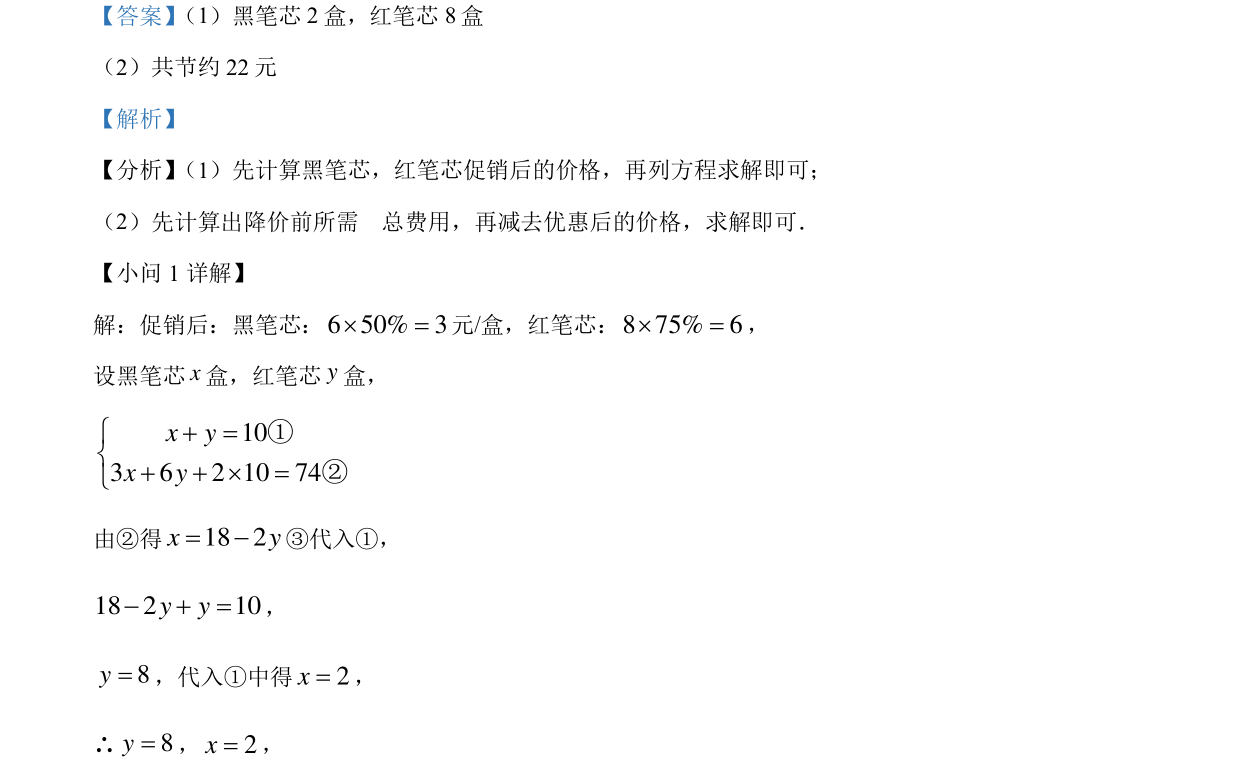 【答案】（1）黑笔芯 2 盒，红笔芯 8 盒
（2）共节约 22 元
【解析】
【分析】（1）先计算黑笔芯，红笔芯促销后的价格，再列方程求解即可；
（2）先计算出降价前所需 总费用，再减去优惠后的价格，求解即可．
【小问 1 详解】
解：促销后：黑笔芯：6×50% = 3 元/盒，红笔芯：8×75% = 6，
设黑笔芯 x 盒，红笔芯 y 盒，
x + y = 10①
3x + 6y + 2×10 = 74②
由②得 x = 18 − 2y ③代入①，
18 − 2y + y = 10，
y = 8，代入①中得 x = 2，
∴ y = 8，x = 2，